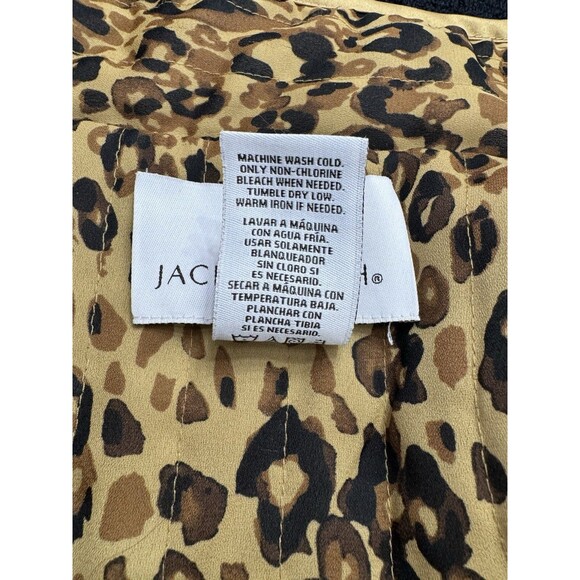 MACHINE WASH COLD.
ONLY NON-CHLORINE
BLEACH WHEN NEEDED.
TUMBLE DRY LOW.
WARM IRON IF NEEDED.
LAVAR A MÁQUINA
CON AGUA FRÍA.
USAR SOLAMENTE
BLANQUEADOR
SIN CLORO SI
ES NECESARIO.
SECAR A MÁQUINA CON
TEMPERATURA BAJA.
PLANCHAR CON
PLANCHA TIBIA
SI ES NECESARIO.